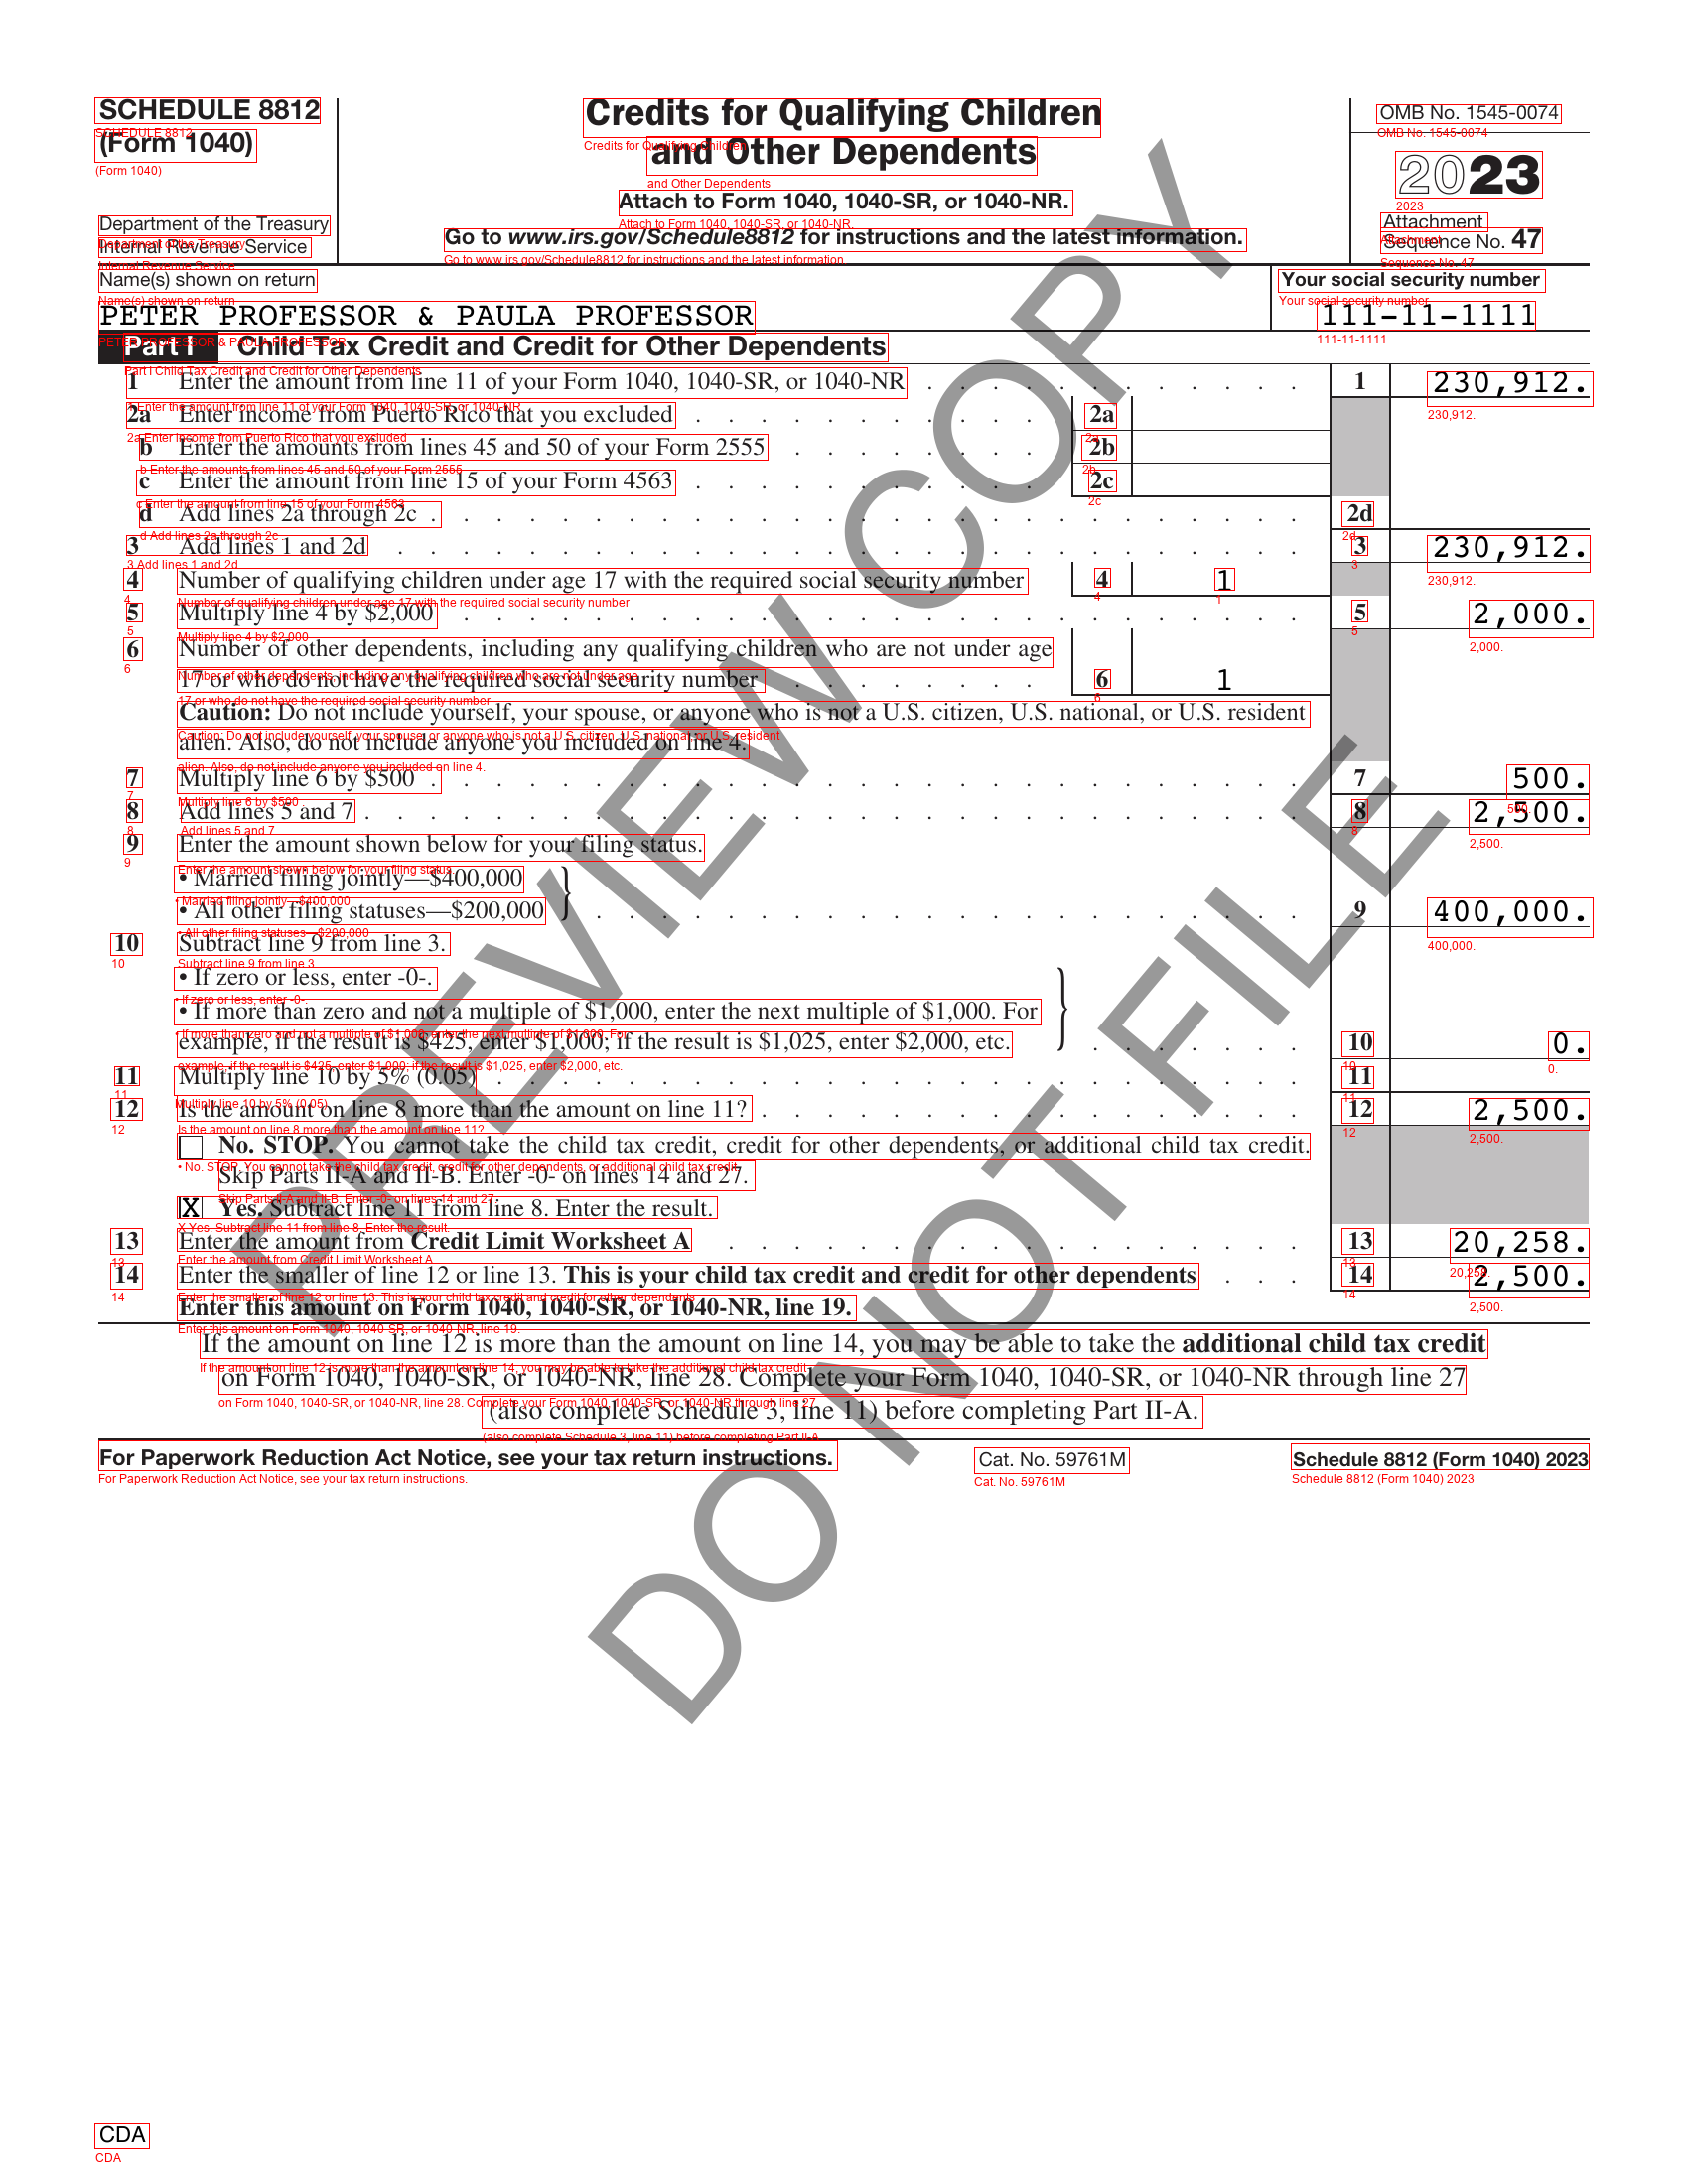 SCHEDULE 8812
(Form 1040)
Department of the Treasury
Internal Revenue Service
Credits for Qualifying Children
and Other Dependents
Attach to Form 1040, 1040-SR, or 1040-NR.
Go to www.irs.gov/Schedule8812 for instructions and the latest information.
OMB No. 1545-0074
2023
Attachment
Sequence No. 47
Name(s) shown on return
PETER PROFESSOR & PAULA PROFESSOR
Your social security number
111-11-1111
Part I Child Tax Credit and Credit for Other Dependents
1 Enter the amount from line 11 of your Form 1040, 1040-SR, or 1040-NR . . . . . . . . . . . . 1 230,912.
2a Enter income from Puerto Rico that you excluded . . . . . . . . . . . 2a
b Enter the amounts from lines 45 and 50 of your Form 2555 . . . . . . . . 2b
c Enter the amount from line 15 of your Form 4563 . . . . . . . . . . . 2c
d Add lines 2a through 2c . . . . . . . . . . . . . . . . . . . . . . . . . . . 2d
3 Add lines 1 and 2d . . . . . . . . . . . . . . . . . . . . . . . . . . . . 3 230,912.
4 Number of qualifying children under age 17 with the required social security number 4 1
5 Multiply line 4 by $2,000 . . . . . . . . . . . . . . . . . . . . . . . . . . 5 2,000.
6 Number of other dependents, including any qualifying children who are not under age
17 or who do not have the required social security number . . . . . . . . 6 1
Caution: Do not include yourself, your spouse, or anyone who is not a U.S. citizen, U.S. national, or U.S. resident
alien. Also, do not include anyone you included on line 4.
7 Multiply line 6 by $500 . . . . . . . . . . . . . . . . . . . . . . . . . . . 7 500.
8 Add lines 5 and 7 . . . . . . . . . . . . . . . . . . . . . . . . . . . . . 8 2,500.
9 Enter the amount shown below for your filing status.
• Married filing jointly—$400,000
• All other filing statuses—$200,000 } . . . . . . . . . . . . . . . . . . . . . . 9 400,000.
10 Subtract line 9 from line 3.
• If zero or less, enter -0-.
• If more than zero and not a multiple of $1,000, enter the next multiple of $1,000. For
example, if the result is $425, enter $1,000; if the result is $1,025, enter $2,000, etc. } . . . . . . . 10 0.
11 Multiply line 10 by 5% (0.05) . . . . . . . . . . . . . . . . . . . . . . . . . 11
12 Is the amount on line 8 more than the amount on line 11? . . . . . . . . . . . . . . . . . 12 2,500.
No. STOP. You cannot take the child tax credit, credit for other dependents, or additional child tax credit.
Skip Parts II-A and II-B. Enter -0- on lines 14 and 27.
X Yes. Subtract line 11 from line 8. Enter the result.
13 Enter the amount from Credit Limit Worksheet A . . . . . . . . . . . . . . . . . . 13 20,258.
14 Enter the smaller of line 12 or line 13. This is your child tax credit and credit for other dependents . . . 14 2,500.
Enter this amount on Form 1040, 1040-SR, or 1040-NR, line 19.
If the amount on line 12 is more than the amount on line 14, you may be able to take the additional child tax credit
on Form 1040, 1040-SR, or 1040-NR, line 28. Complete your Form 1040, 1040-SR, or 1040-NR through line 27
(also complete Schedule 3, line 11) before completing Part II-A.
For Paperwork Reduction Act Notice, see your tax return instructions.
Cat. No. 59761M
Schedule 8812 (Form 1040) 2023
PREVIEW COPY
DO NOT FILE
CDA
CDA